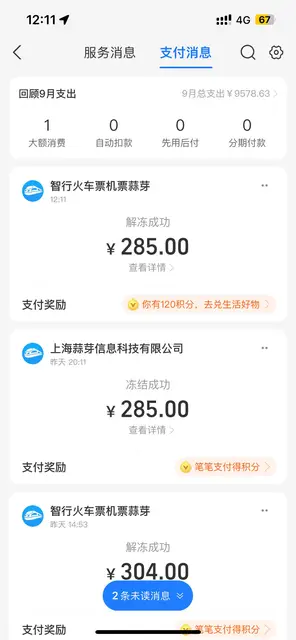 12:11
4G
67
服务消息
支付消息
回顾9月支出
9月总支出￥9578.63
1
0
0
0
大额消费
自动扣款
先用后付
分期付款
智行火车票机票蒜芽
12:11
解冻成功
￥285.00
查看详情
支付奖励
你有120积分，去兑生活好物
上海蒜芽信息科技有限公司
昨天 20:11
冻结成功
￥285.00
查看详情
支付奖励
笔笔支付得积分
智行火车票机票蒜芽
昨天 14:53
解冻成功
￥304.00
2 条未读消息
支付奖励
笔笔支付得积分